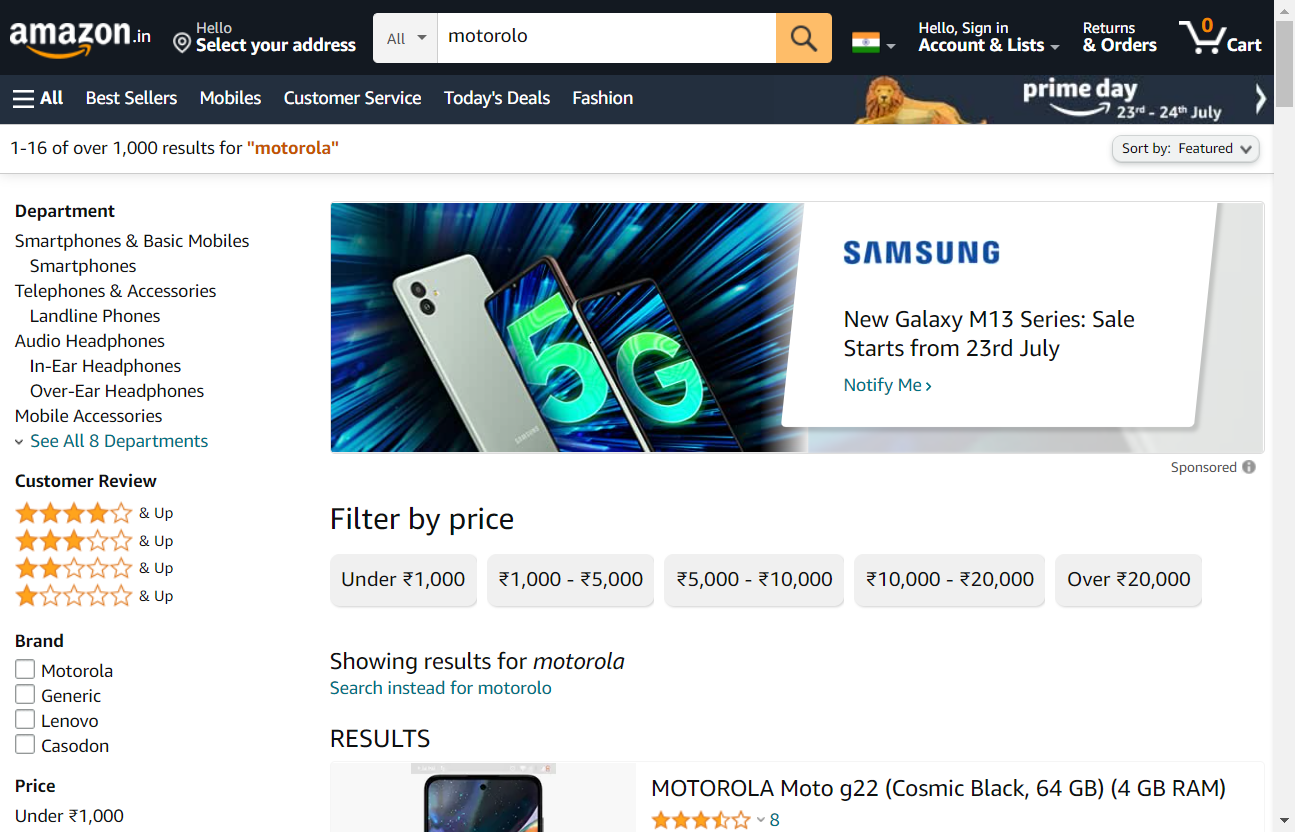 amazon.in
Hello
Select your address
All
motorolo
Hello, Sign in
Account & Lists
Returns
& Orders
0
Cart
All
Best Sellers
Mobiles
Customer Service
Today's Deals
Fashion
prime day
23rd - 24th July
1-16 of over 1,000 results for "motorola"
Sort by: Featured
Department
Smartphones & Basic Mobiles
Smartphones
Telephones & Accessories
Landline Phones
Audio Headphones
In-Ear Headphones
Over-Ear Headphones
Mobile Accessories
See All 8 Departments
Customer Review
& Up
& Up
& Up
& Up
Brand
Motorola
Generic
Lenovo
Casodon
Price
Under ₹1,000
SAMSUNG
5G
SAMSUNG
New Galaxy M13 Series: Sale
Starts from 23rd July
Notify Me ›
Sponsored
Filter by price
Under ₹1,000
₹1,000 - ₹5,000
₹5,000 - ₹10,000
₹10,000 - ₹20,000
Over ₹20,000
Showing results for motorola
Search instead for motorolo
RESULTS
MOTOROLA Moto g22 (Cosmic Black, 64 GB) (4 GB RAM)
8